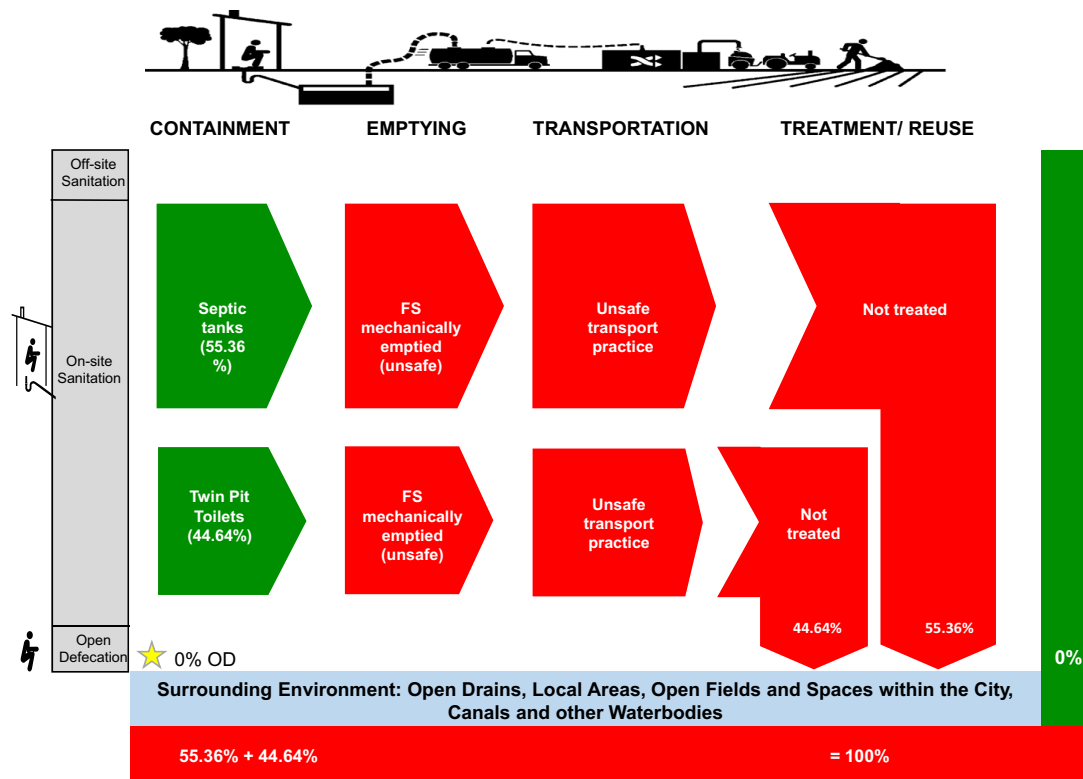 CONTAINMENT
EMPTYING
TRANSPORTATION
TREATMENT/ REUSE
Off-site
Sanitation
On-site
Sanitation
Open
Defecation
Septic
tanks
(55.36
%)
FS
mechanically
emptied
(unsafe)
Unsafe
transport
practice
Not treated
Twin Pit
Toilets
(44.64%)
FS
mechanically
emptied
(unsafe)
Unsafe
transport
practice
Not
treated
44.64%
55.36%
0% OD
0%
Surrounding Environment: Open Drains, Local Areas, Open Fields and Spaces within the City,
Canals and other Waterbodies
55.36% + 44.64%
= 100%